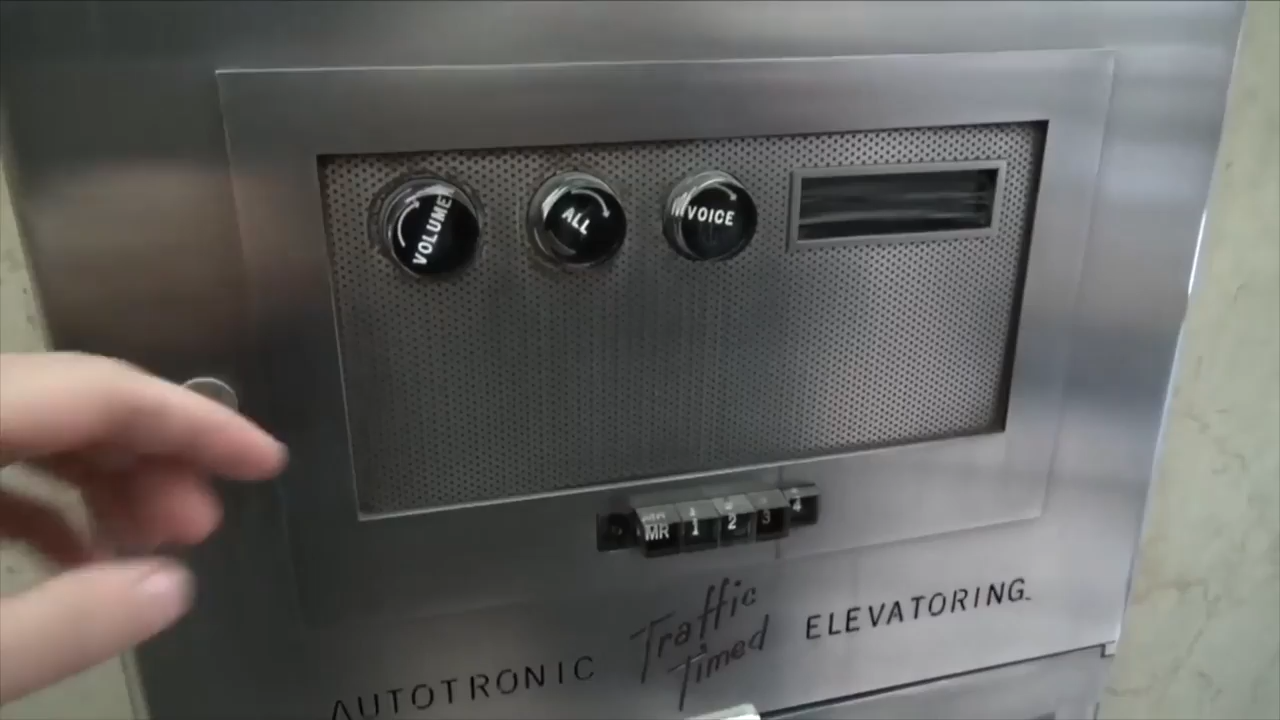 VOLUME
ALL
VOICE
MR 1 2 3 4
AUTOTRONIC Traffic Timed ELEVATORING